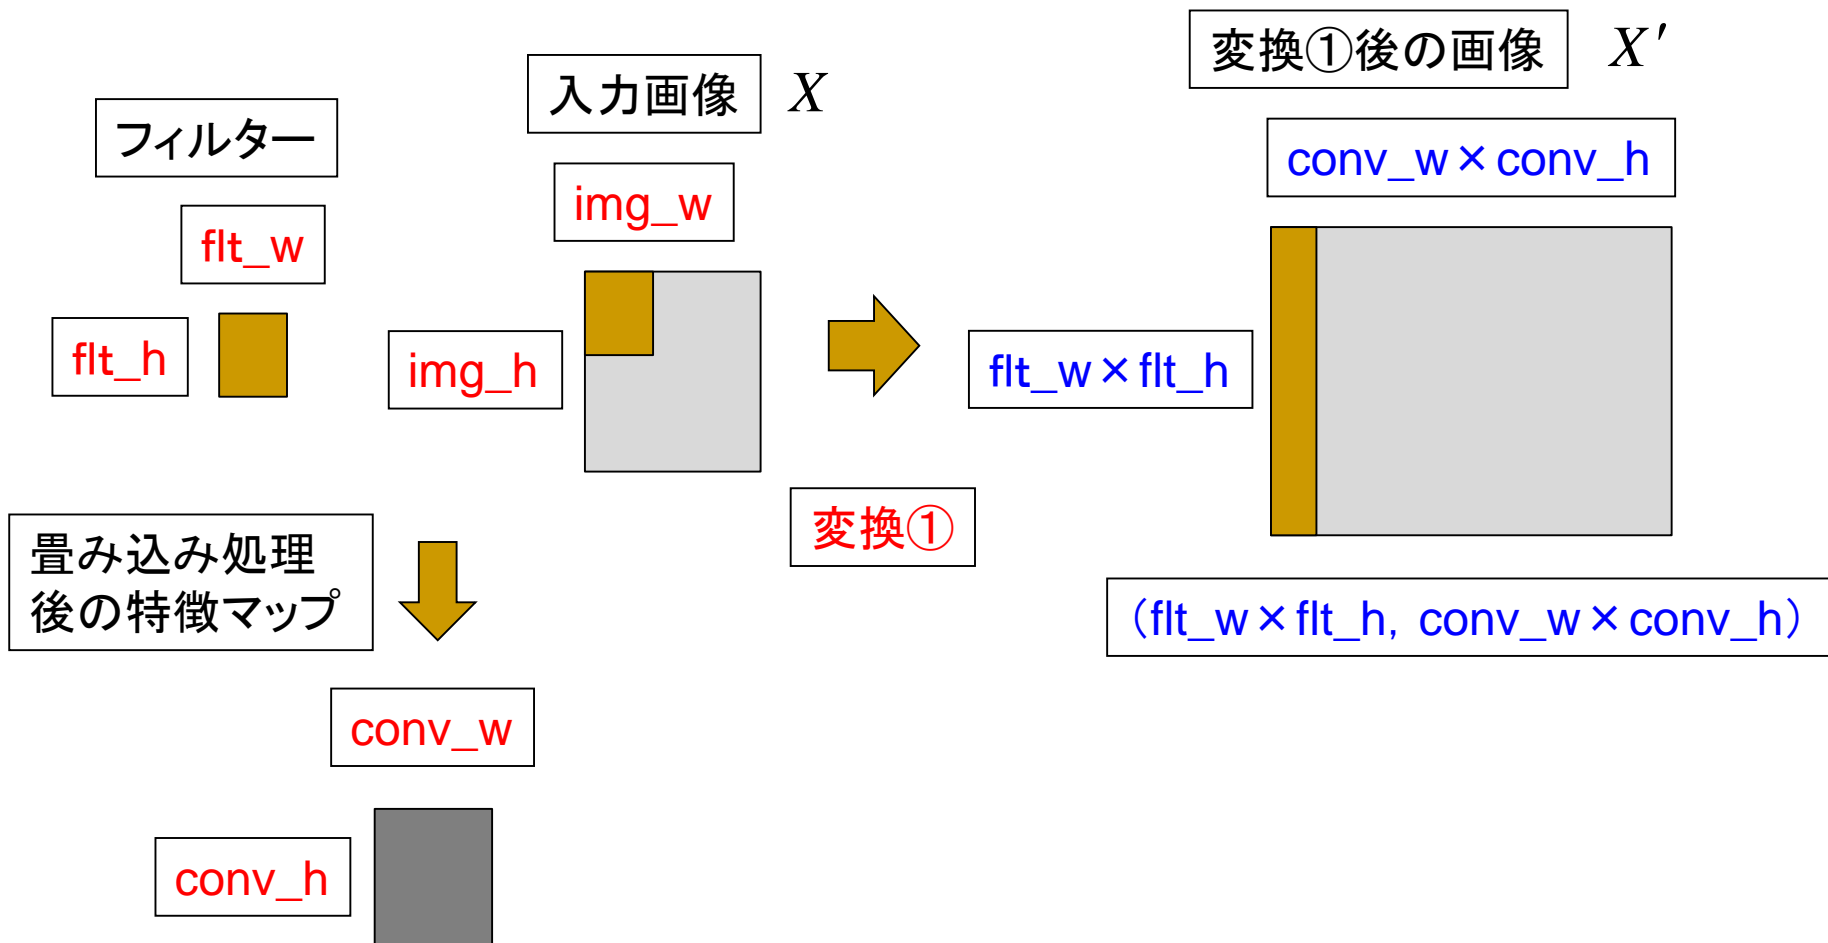 フィルター
flt_w
flt_h
入力画像
X
img_w
img_h
変換①
変換①後の画像
X′
conv_w×conv_h
flt_w×flt_h
(flt_w×flt_h, conv_w×conv_h)
畳み込み処理
後の特徴マップ
conv_w
conv_h